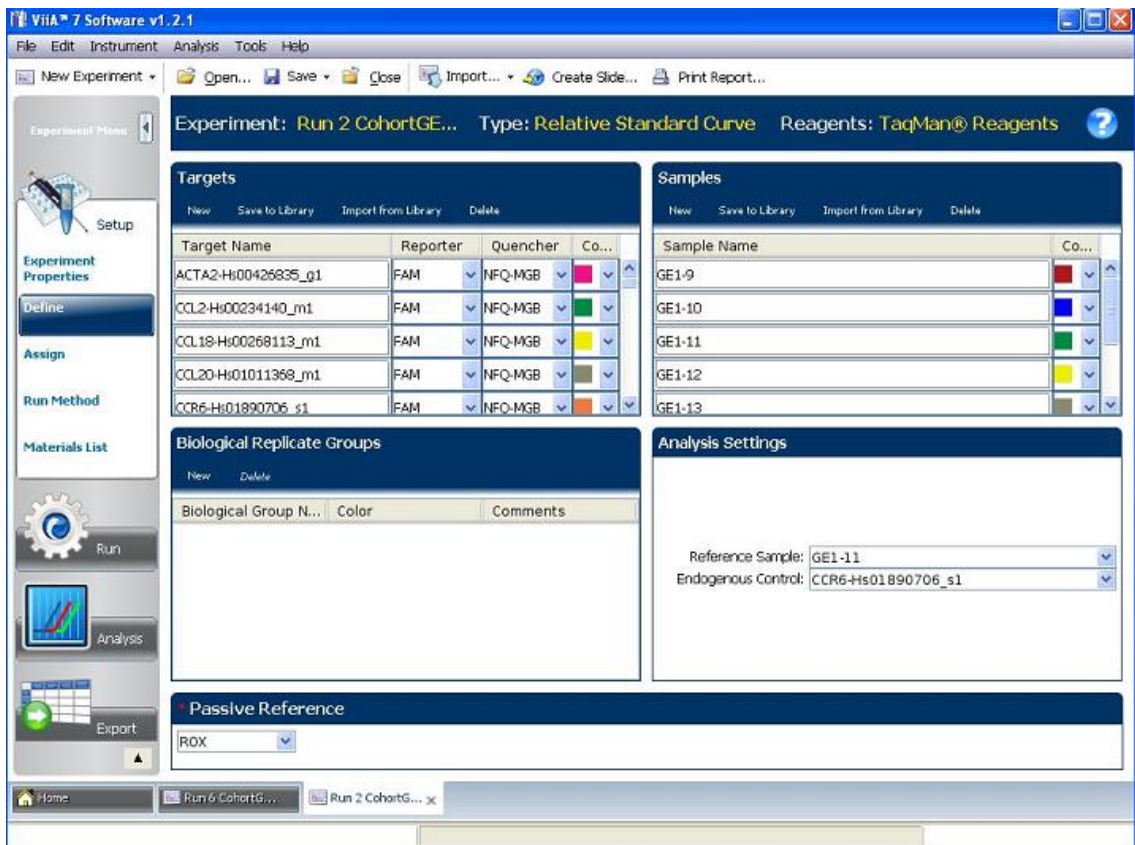 ViiA™ 7 Software v1.2.1
File Edit Instrument Analysis Tools Help
New Experiment Open... Save Close Import... Create Slide... Print Report...
Experiment Menu
Experiment: Run 2 CohortGE... Type: Relative Standard Curve Reagents: TaqMan® Reagents ?
Setup
Experiment Properties
Define
Assign
Run Method
Materials List
Run
Analysis
Export
Targets
New Save to Library Import from Library Delete
Target Name Reporter Quencher Co...
ACTA2-Hs00426835_g1 FAM NFQ-MGB
CCL2-Hs00234140_m1 FAM NFQ-MGB
CCL18-Hs00268113_m1 FAM NFQ-MGB
CCL20-Hs01011368_m1 FAM NFQ-MGB
CCR6-Hs01890706_s1 FAM NFQ-MGB
Samples
New Save to Library Import from Library Delete
Sample Name Co...
GE1-9
GE1-10
GE1-11
GE1-12
GE1-13
Biological Replicate Groups
New Delete
Biological Group N... Color Comments
Analysis Settings
Reference Sample: GE1-11
Endogenous Control: CCR6-Hs01890706_s1
* Passive Reference
ROX
Home Run 6 CohortG... Run 2 CohortG... x